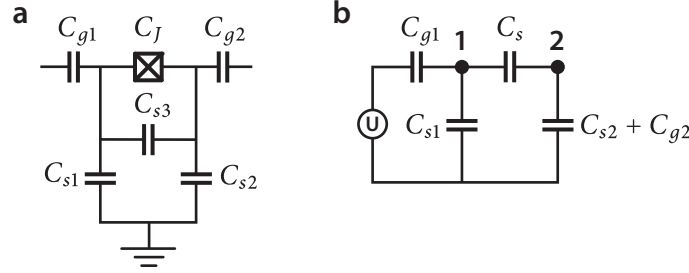 a
C_{g1} C_J C_{g2}
C_{s3}
C_{s1} C_{s2}
b
C_{g1} 1 C_s 2
U C_{s1} C_{s2} + C_{g2}